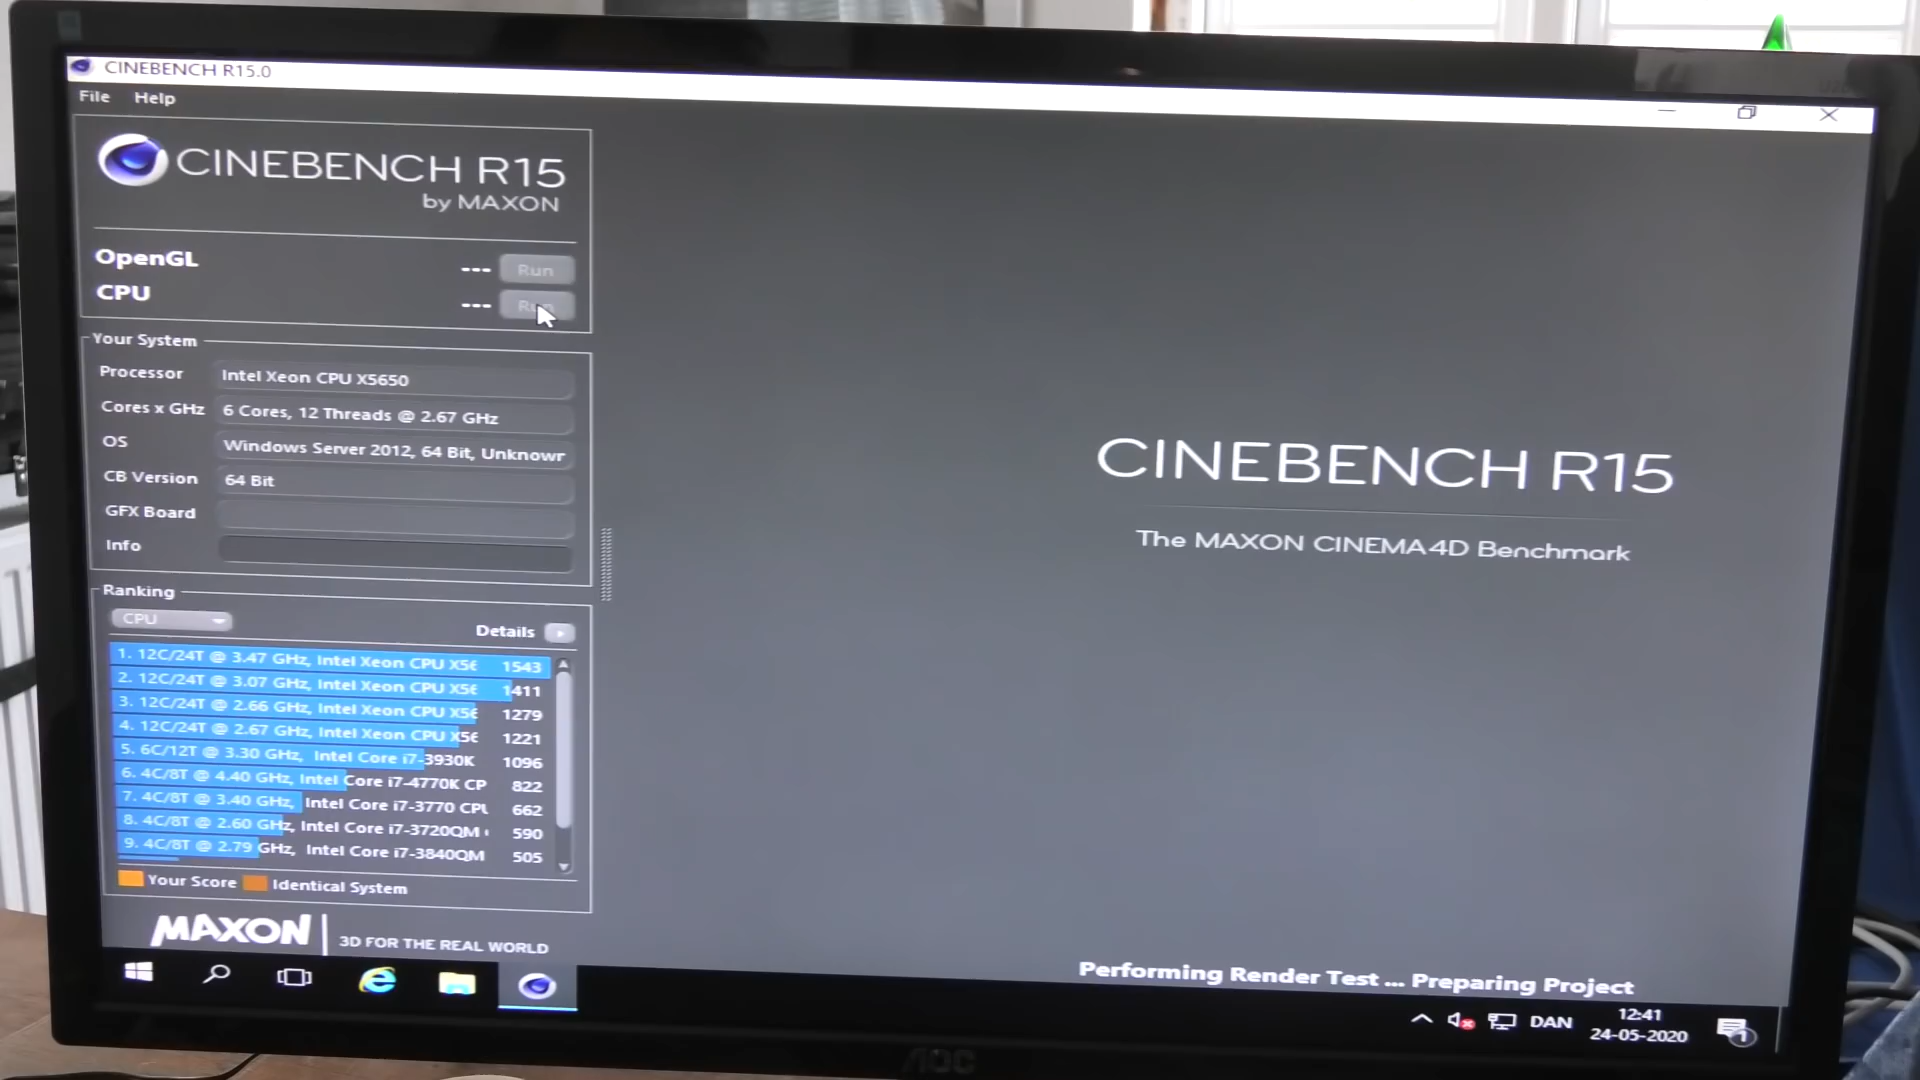 CINEBENCH R15.0
File Help
CINEBENCH R15
by MAXON
OpenGL --- Run
CPU ---
Your System
Processor Intel Xeon CPU X5650
Cores x GHz 6 Cores, 12 Threads @ 2.67 GHz
OS Windows Server 2012, 64 Bit, Unknowr
CB Version 64 Bit
GFX Board
Info
Ranking
CPU
Details
1. 12C/24T @ 3.47 GHz, Intel Xeon CPU X56 1543
2. 12C/24T @ 3.07 GHz, Intel Xeon CPU X56 1411
3. 12C/24T @ 2.66 GHz, Intel Xeon CPU X56 1279
4. 12C/24T @ 2.67 GHz, Intel Xeon CPU X56 1221
5. 6C/12T @ 3.30 GHz, Intel Core i7-3930K 1096
6. 4C/8T @ 4.40 GHz, Intel Core i7-4770K CP 822
7. 4C/8T @ 3.40 GHz, Intel Core i7-3770 CPU 662
8. 4C/8T @ 2.60 GHz, Intel Core i7-3720QM 590
9. 4C/8T @ 2.79 GHz, Intel Core i7-3840QM 505
Your Score Identical System
MAXON 3D FOR THE REAL WORLD
CINEBENCH R15
The MAXON CINEMA4D Benchmark
Performing Render Test ... Preparing Project
DAN
12:41
24-05-2020
1
AOC